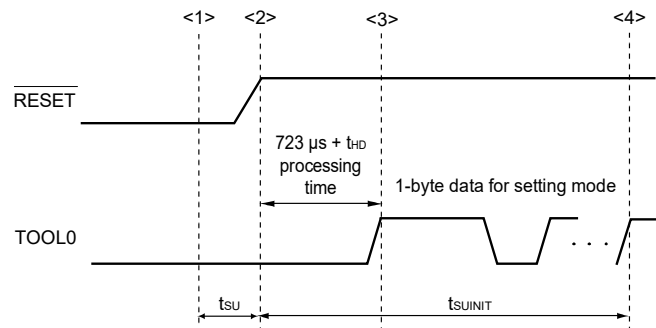 <1> <2> <3> <4>
RESET
723 µs + tHD
processing
time
1-byte data for setting mode
TOOL0
. . .
tSU tSUINIT